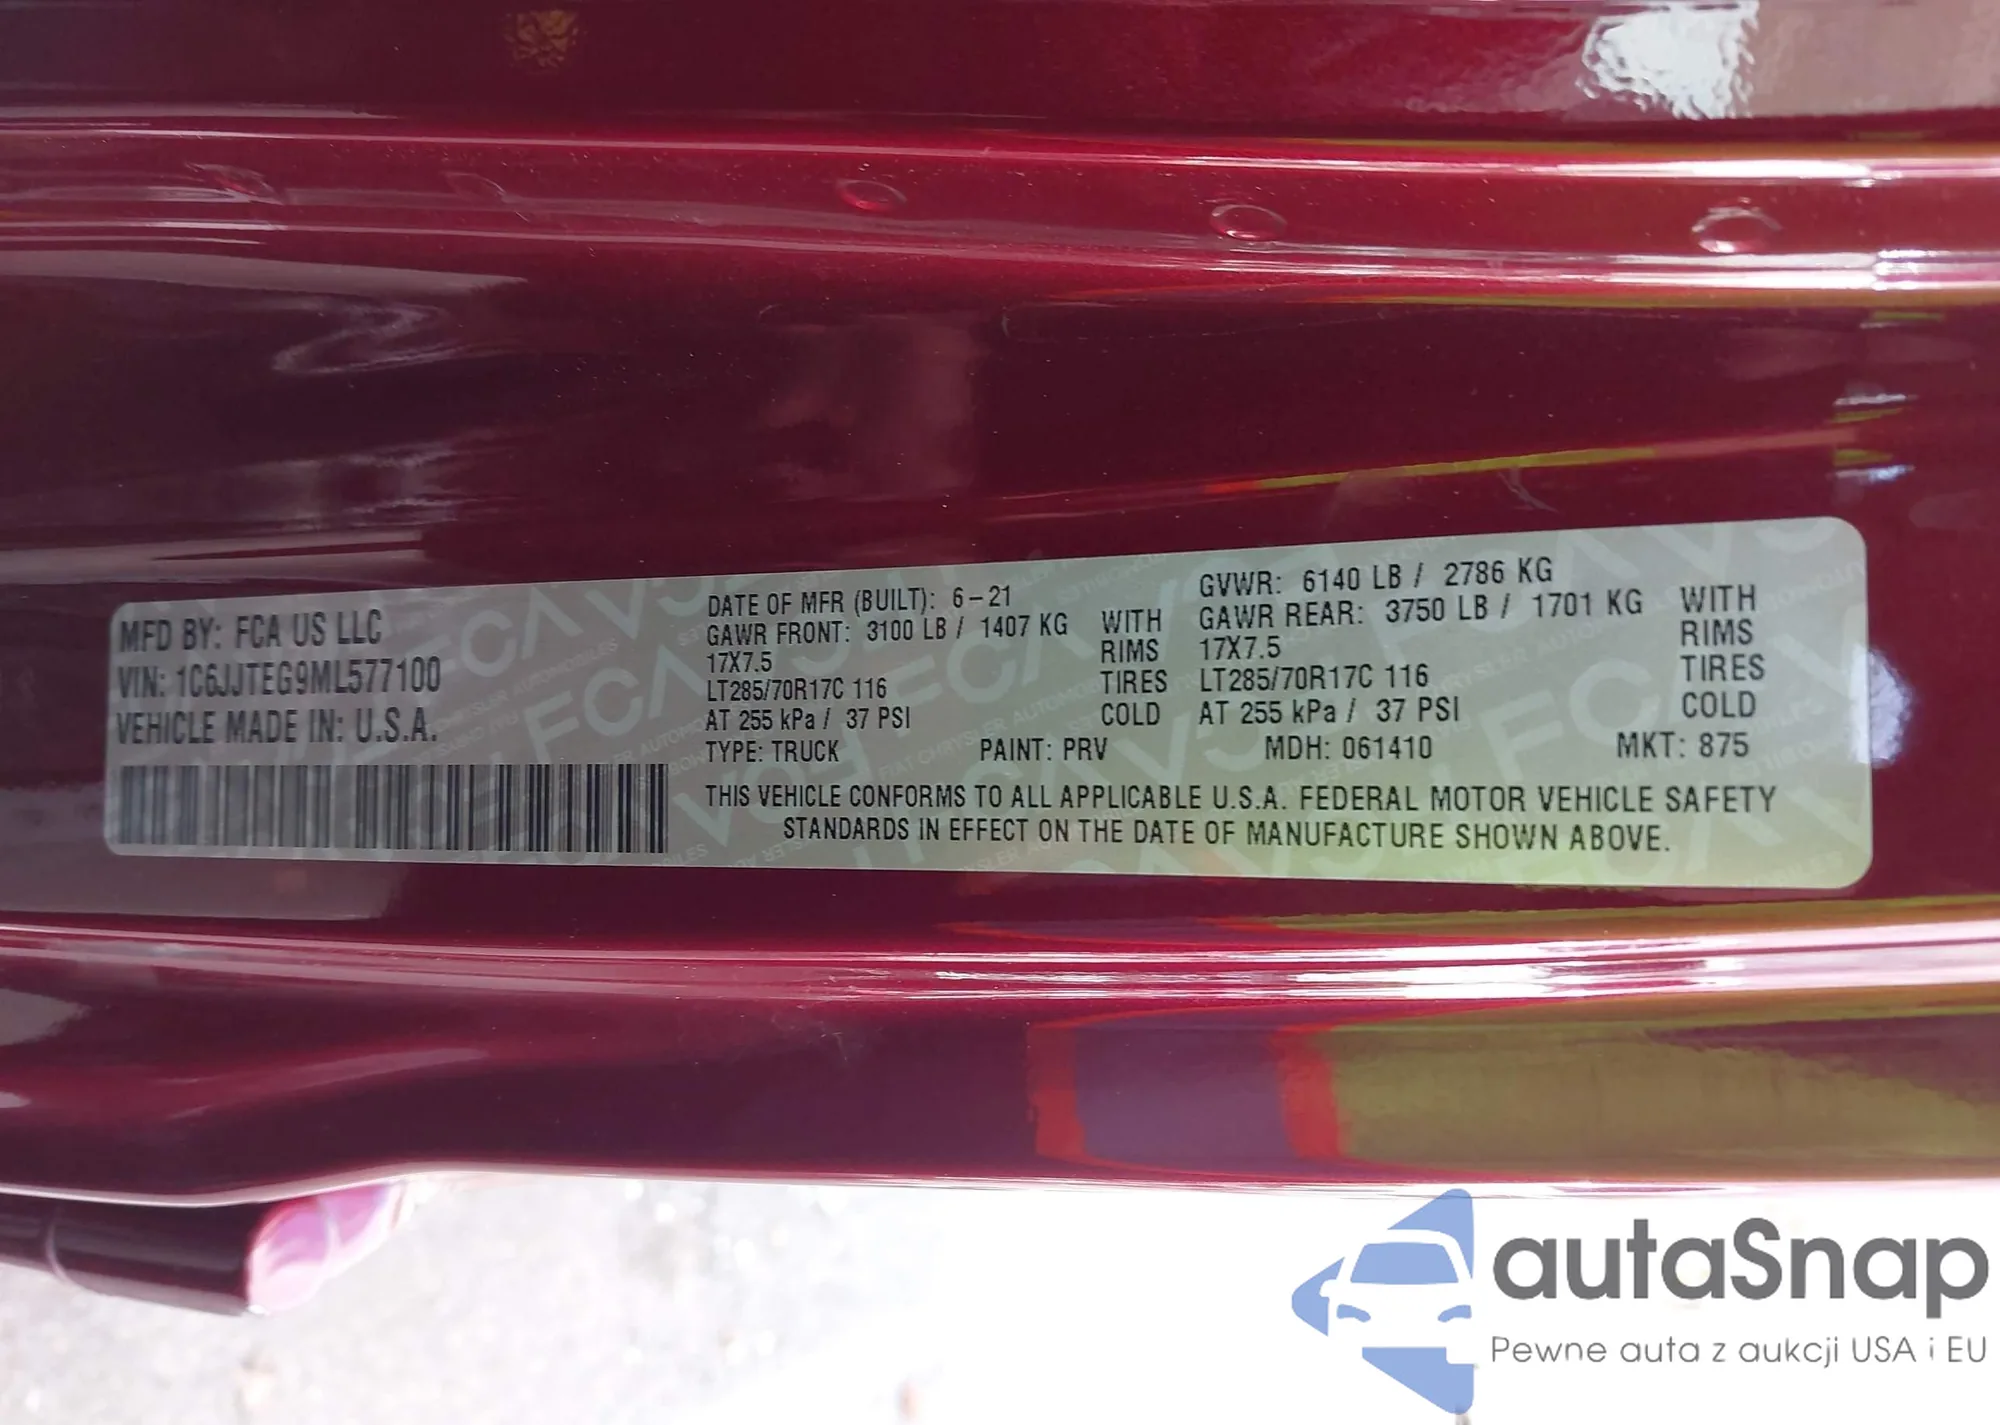 MFD BY: FCA US LLC
VIN: 1C6JJTEG9ML577100
VEHICLE MADE IN: U.S.A.
DATE OF MFR (BUILT): 6-21
GAWR FRONT: 3100 LB / 1407 KG WITH
17X7.5 RIMS
LT285/70R17C 116 TIRES
AT 255 kPa / 37 PSI COLD
GVWR: 6140 LB / 2786 KG
GAWR REAR: 3750 LB / 1701 KG WITH
17X7.5 RIMS
LT285/70R17C 116 TIRES
AT 255 kPa / 37 PSI COLD
TYPE: TRUCK PAINT: PRV MDH: 061410 MKT: 875
THIS VEHICLE CONFORMS TO ALL APPLICABLE U.S.A. FEDERAL MOTOR VEHICLE SAFETY
STANDARDS IN EFFECT ON THE DATE OF MANUFACTURE SHOWN ABOVE.
autaSnap
Pewne auta z aukcji USA i EU